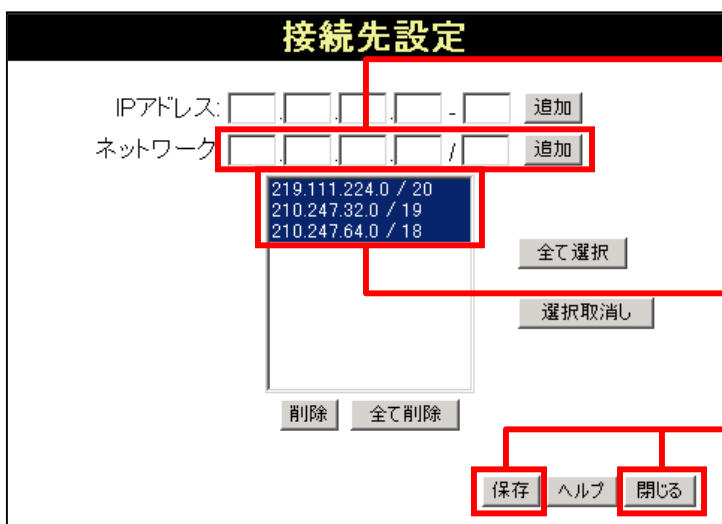 接続先設定
IPアドレス: . . . - 追加
ネットワーク . . . / 追加
219.111.224.0 / 20
210.247.32.0 / 19
210.247.64.0 / 18
全て選択
選択取消し
削除 全て削除
保存 ヘルプ 閉じる